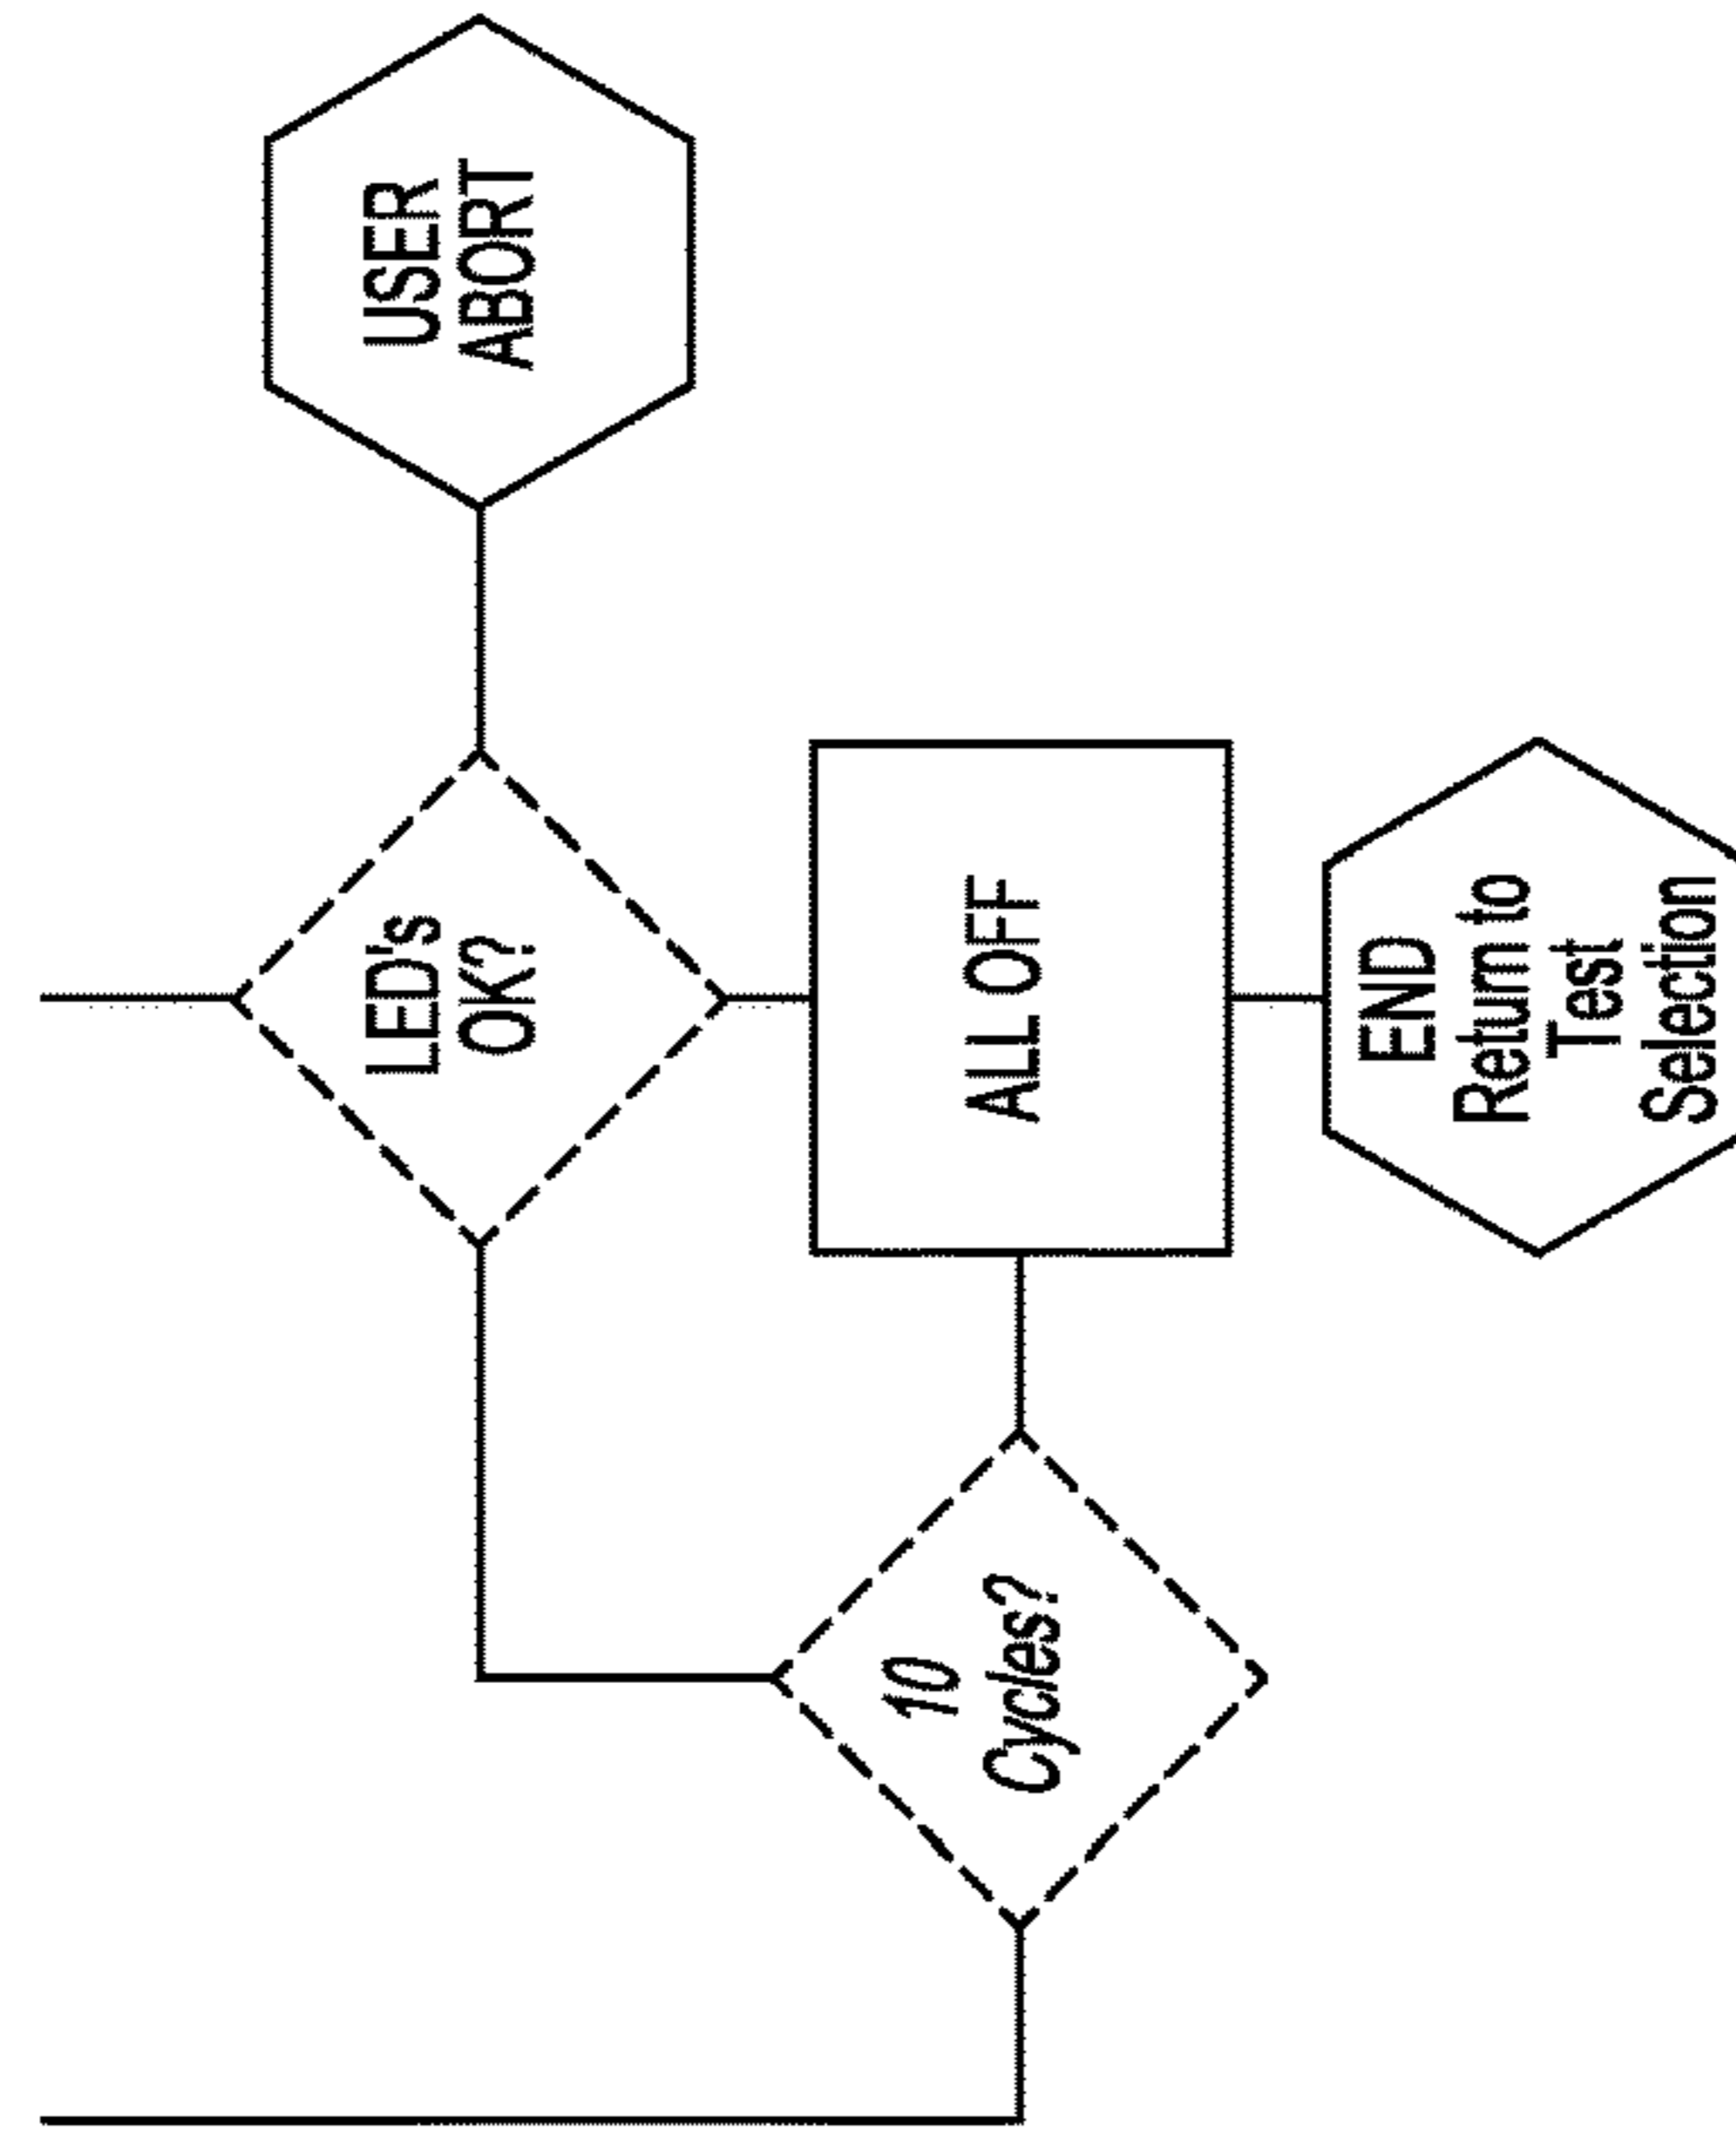 USER
ABORT
LED's
OK?
ALL OFF
10
Cycles?
END
Return to
Test
Selection